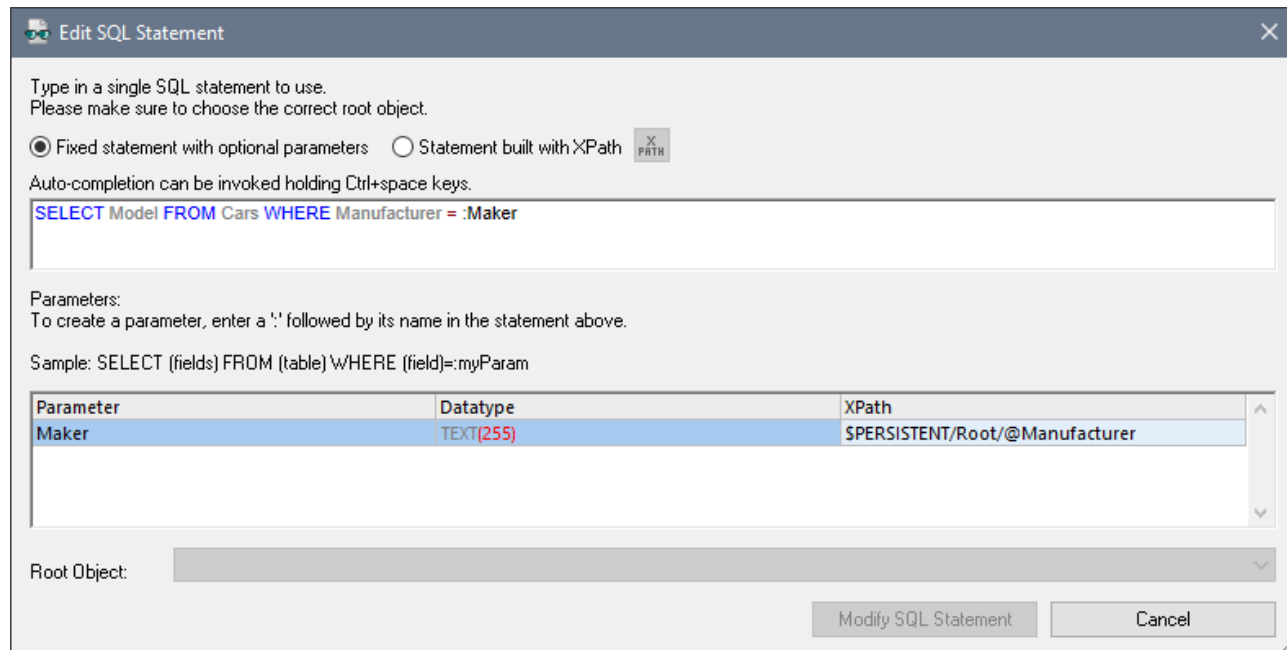 Edit SQL Statement
Type in a single SQL statement to use.
Please make sure to choose the correct root object.
Fixed statement with optional parameters Statement built with XPath X PATH
Auto-completion can be invoked holding Ctrl+space keys.
SELECT Model FROM Cars WHERE Manufacturer = :Maker
Parameters:
To create a parameter, enter a ':' followed by its name in the statement above.
Sample: SELECT (fields) FROM (table) WHERE (field)=:myParam
Parameter Datatype XPath
Maker TEXT(255) $PERSISTENT/Root/@Manufacturer
Root Object:
Modify SQL Statement Cancel